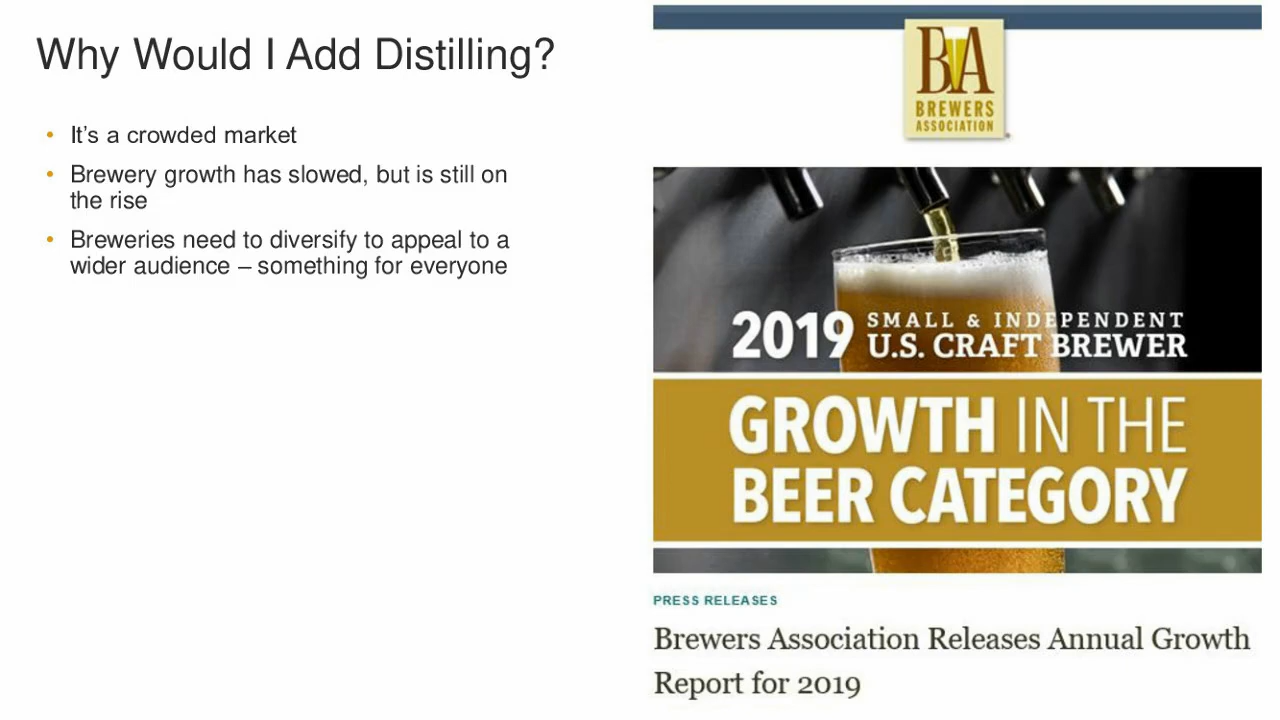 Why Would I Add Distilling?
• It's a crowded market
• Brewery growth has slowed, but is still on
the rise
• Breweries need to diversify to appeal to a
wider audience – something for everyone
BA
BREWERS
ASSOCIATION
2019 SMALL & INDEPENDENT
U.S. CRAFT BREWER
GROWTH IN THE
BEER CATEGORY
PRESS RELEASES
Brewers Association Releases Annual Growth
Report for 2019